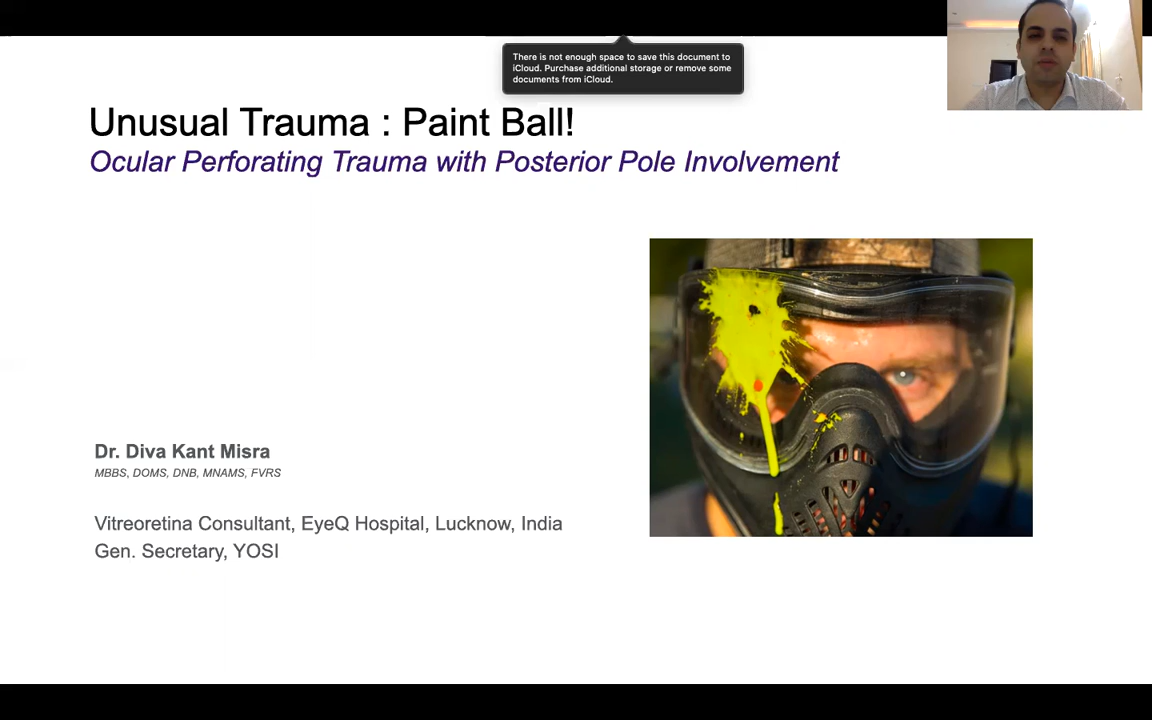 There is not enough space to save this document to
iCloud. Purchase additional storage or remove some
documents from iCloud.
Unusual Trauma : Paint Ball!
Ocular Perforating Trauma with Posterior Pole Involvement
Dr. Diva Kant Misra
MBBS, DOMS, DNB, MNAMS, FVRS
Vitreoretina Consultant, EyeQ Hospital, Lucknow, India
Gen. Secretary, YOSI